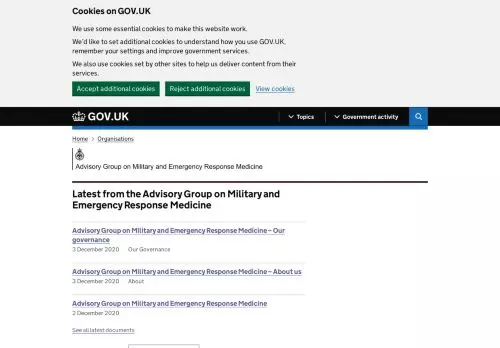 Cookies on GOV.UK
We use some essential cookies to make this website work.
We'd like to set additional cookies to understand how you use GOV.UK,
remember your settings and improve government services.
We also use cookies set by other sites to help us deliver content from their
services.
Accept additional cookies Reject additional cookies View cookies
GOV.UK Topics Government activity
Home Organisations
Advisory Group on Military and Emergency Response Medicine
Latest from the Advisory Group on Military and
Emergency Response Medicine
Advisory Group on Military and Emergency Response Medicine – Our
governance
3 December 2020 Our Governance
Advisory Group on Military and Emergency Response Medicine – About us
3 December 2020 About
Advisory Group on Military and Emergency Response Medicine
2 December 2020
See all latest documents